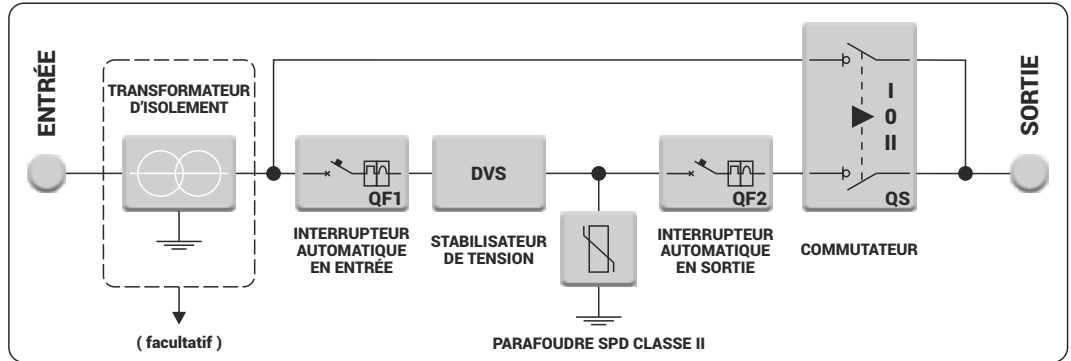 ENTRÉE
TRANSFORMATEUR
D'ISOLEMENT
( facultatif )
QF1
INTERRUPTEUR
AUTOMATIQUE
EN ENTRÉE
DVS
STABILISATEUR
DE TENSION
PARAFOUDRE SPD CLASSE II
QF2
INTERRUPTEUR
AUTOMATIQUE
EN SORTIE
I
0
II
QS
COMMUTATEUR
SORTIE